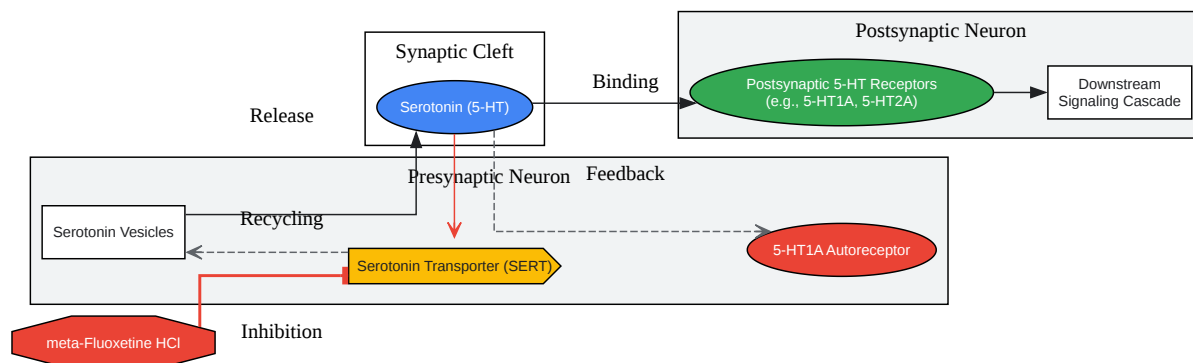 Postsynaptic Neuron
Synaptic Cleft
Binding
Postsynaptic 5-HT Receptors
(e.g., 5-HT1A, 5-HT2A)
Downstream
Signaling Cascade
Serotonin (5-HT)
Release
Presynaptic Neuron
Feedback
Recycling
Serotonin Vesicles
5-HT1A Autoreceptor
Serotonin Transporter (SERT)
Inhibition
meta-Fluoxetine HCl